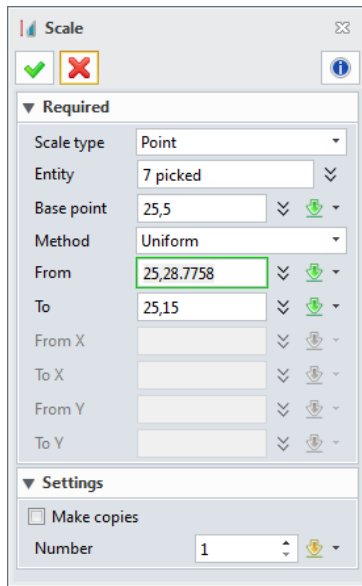 Scale
Required
Scale type Point
Entity 7 picked
Base point 25,5
Method Uniform
From 25,28.7758
To 25,15
From X
To X
From Y
To Y
Settings
Make copies
Number 1